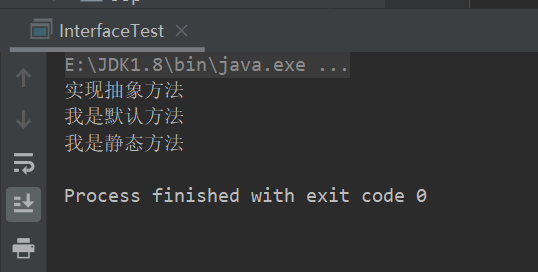 InterfaceTest
E:\JDK1.8\bin\java.exe ...
实现抽象方法
我是默认方法
我是静态方法
Process finished with exit code 0